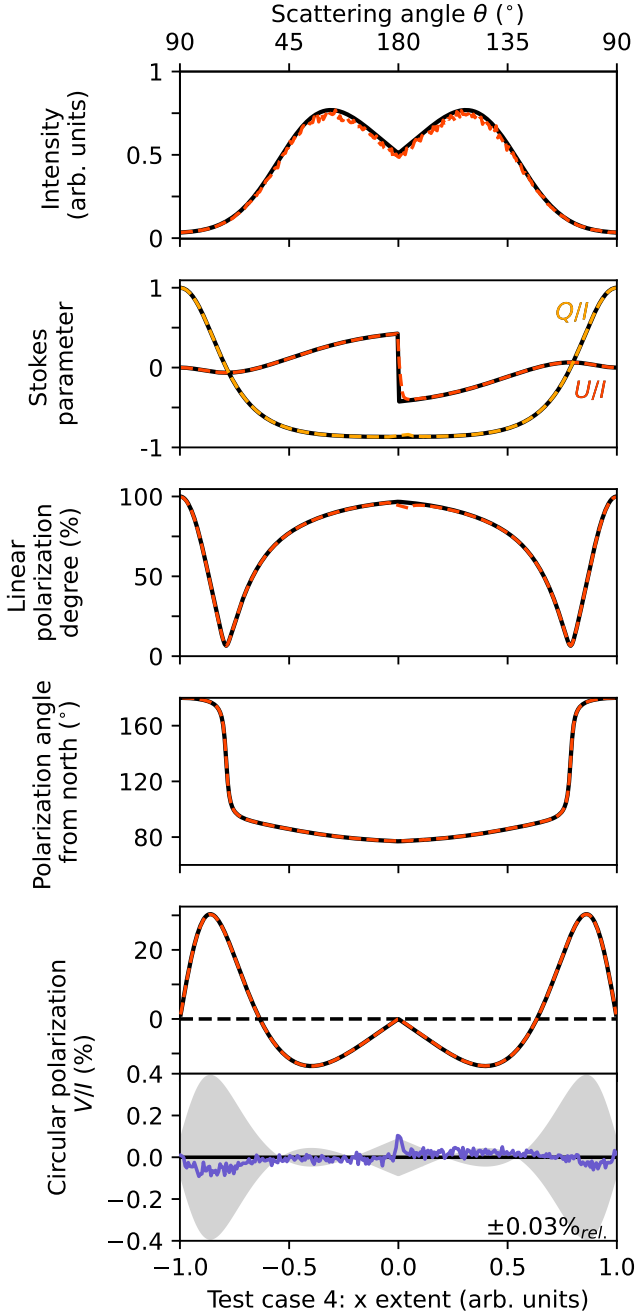 Scattering angle θ (°)
90 45 180 135 90
Intensity
(arb. units)
1
0.5
0
Stokes
parameter
1
0
-1
Q/I
U/I
Linear
polarization
degree (%)
100
50
0
Polarization angle
from north (°)
160
120
80
Circular polarization
V/I (%)
20
0
0.4
0.2
0.0
−0.2
−0.4
±0.03%rel.
−1.0 −0.5 0.0 0.5 1.0
Test case 4: x extent (arb. units)